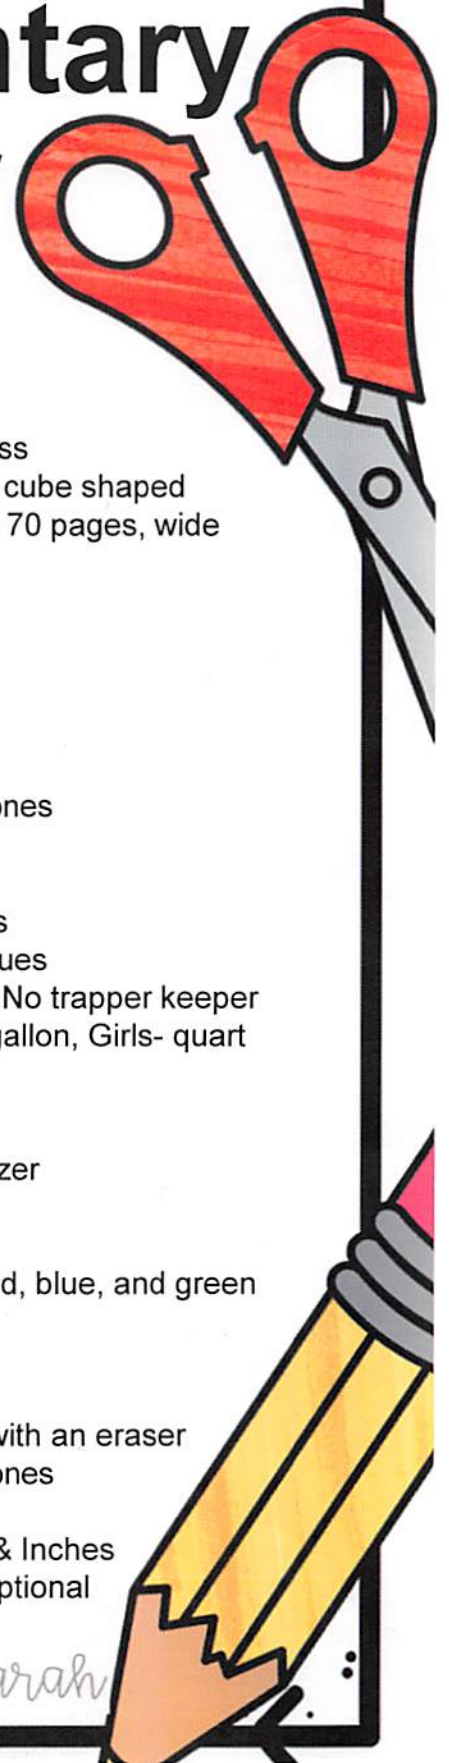 ntary
ss
cube shaped
70 pages, wide
ones
s
ues
No trapper keeper
gallon, Girls- quart
zer
d, blue, and green
with an eraser
ones
& Inches
ptional
arah